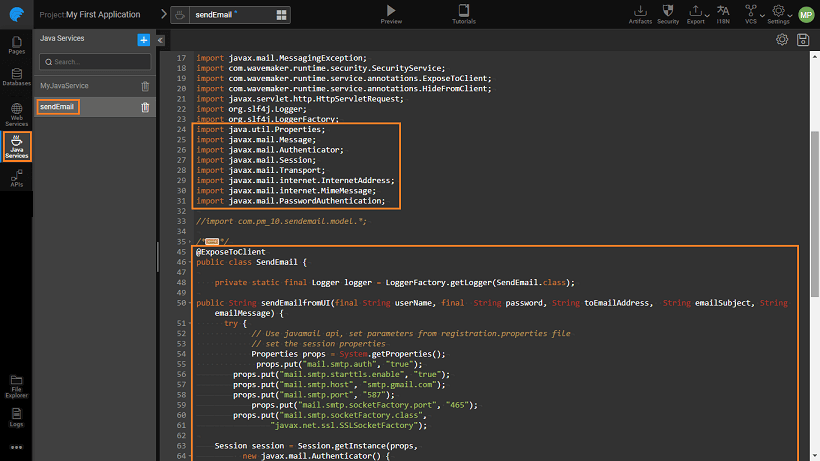 Project:My First Application
sendEmail *
Preview
Tutorials
Artifacts
Security
Export
I18N
VCS
Settings
MP
Pages
Databases
Web
Services
Java
Services
APIs
File
Explorer
Logs
Java Services
+
Search...
MyJavaService
sendEmail
17 import javax.mail.MessagingException;
18 import com.wavemaker.runtime.security.SecurityService;
19 import com.wavemaker.runtime.service.annotations.ExposeToClient;
20 import com.wavemaker.runtime.service.annotations.HideFromClient;
21 import javax.servlet.http.HttpServletRequest;
22 import org.slf4j.Logger;
23 import org.slf4j.LoggerFactory;
24 import java.util.Properties;
25 import javax.mail.Message;
26 import javax.mail.Authenticator;
27 import javax.mail.Session;
28 import javax.mail.Transport;
29 import javax.mail.internet.InternetAddress;
30 import javax.mail.internet.MimeMessage;
31 import javax.mail.PasswordAuthentication;
32
33 //import com.pm_10.sendemail.model.*;
34
35 /* */
45 @ExposeToClient
46 public class SendEmail {
47
48 private static final Logger logger = LoggerFactory.getLogger(SendEmail.class);
49
50 public String sendEmailfromUI(final String userName, final String password, String toEmailAddress, String emailSubject, String
emailMessage) {
51 try {
52 // Use javamail api, set parameters from registration.properties file
53 // set the session properties
54 Properties props = System.getProperties();
55 props.put("mail.smtp.auth", "true");
56 props.put("mail.smtp.starttls.enable", "true");
57 props.put("mail.smtp.host", "smtp.gmail.com");
58 props.put("mail.smtp.port", "587");
59 props.put("mail.smtp.socketFactory.port", "465");
60 props.put("mail.smtp.socketFactory.class",
61 "javax.net.ssl.SSLSocketFactory");
62
63 Session session = Session.getInstance(props,
64 new javax.mail.Authenticator() {